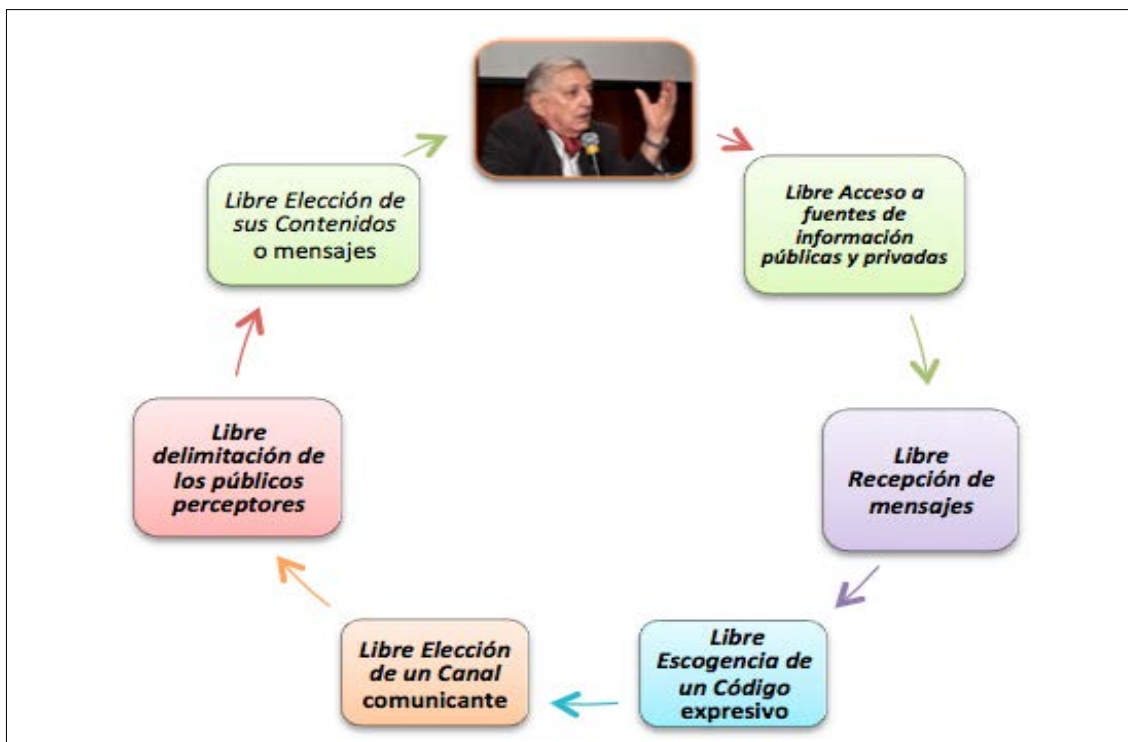 Libre Elección de
sus Contenidos
o mensajes
Libre Acceso a
fuentes de
información
públicas y privadas
Libre
Recepción de
mensajes
Libre
Escogencia de
un Código
expresivo
Libre Elección
de un Canal
comunicante
Libre
delimitación de
los públicos
perceptores